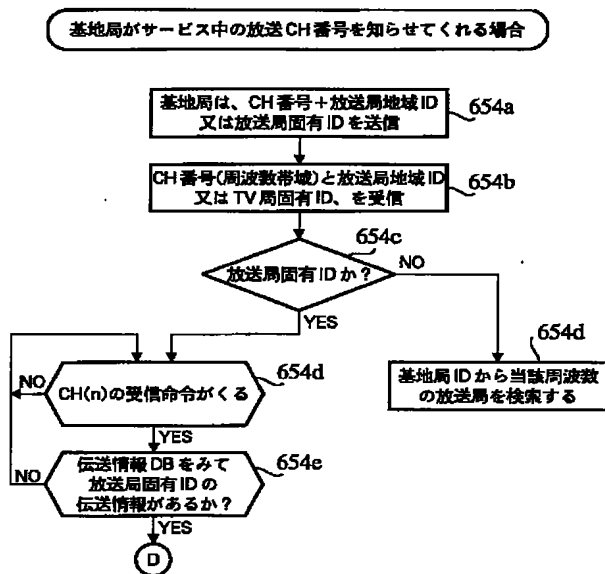 基地局がサービス中の放送CH番号を知らせてくれる場合
基地局は、CH番号+放送局地域ID
又は放送局固有IDを送信
654a
CH番号(周波数帯域)と放送局地域ID
又はTV局固有ID、を受信
654b
654c
放送局固有IDか?
NO
YES
654d
基地局IDから当該周波数
の放送局を検索する
654d
CH(n)の受信命令がくる
NO
YES
654e
伝送情報DBをみて
放送局固有IDの
伝送情報があるか?
NO
YES
D